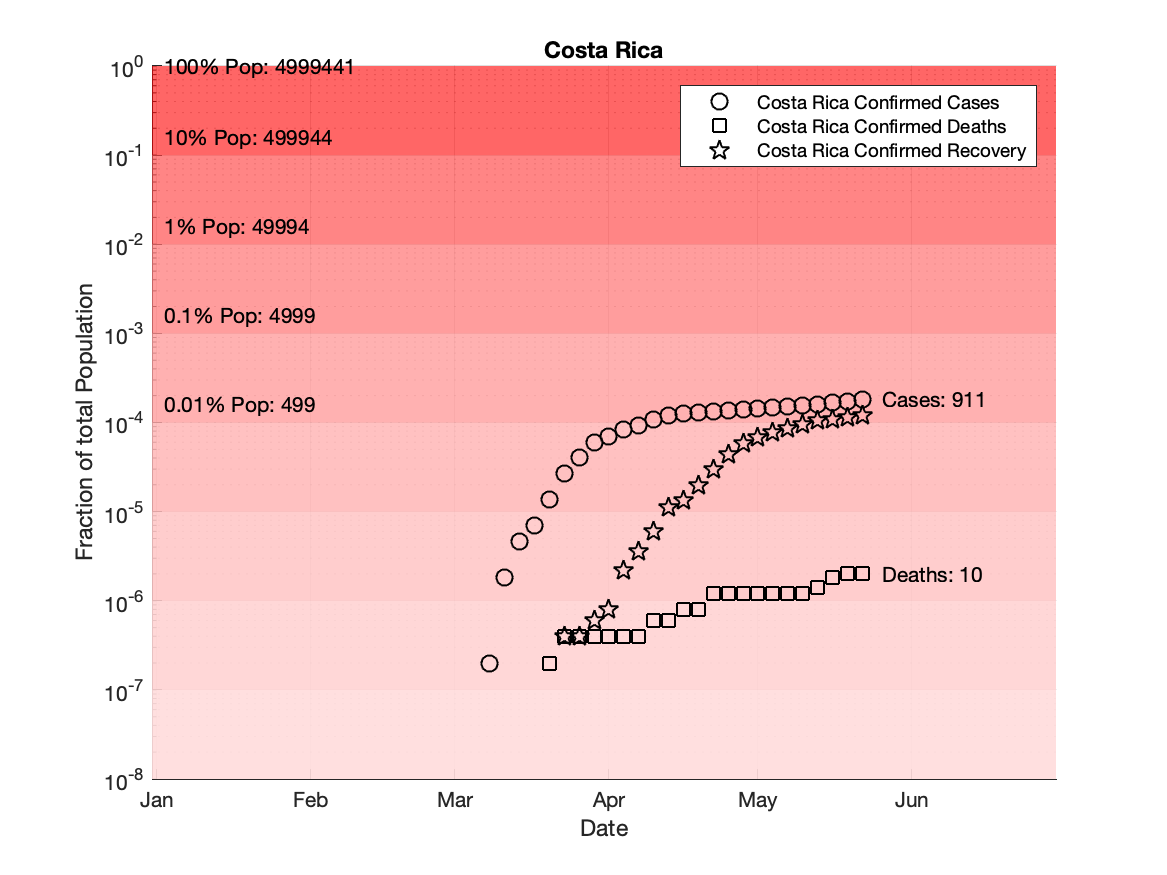 Costa Rica
10^0
100% Pop: 4999441
Costa Rica Confirmed Cases
Costa Rica Confirmed Deaths
10% Pop: 499944
Costa Rica Confirmed Recovery
10^-1
1% Pop: 49994
10^-2
0.1% Pop: 4999
10^-3
0.01% Pop: 499
Cases: 911
10^-4
10^-5
Deaths: 10
10^-6
10^-7
10^-8
Fraction of total Population
Jan Feb Mar Apr May Jun
Date